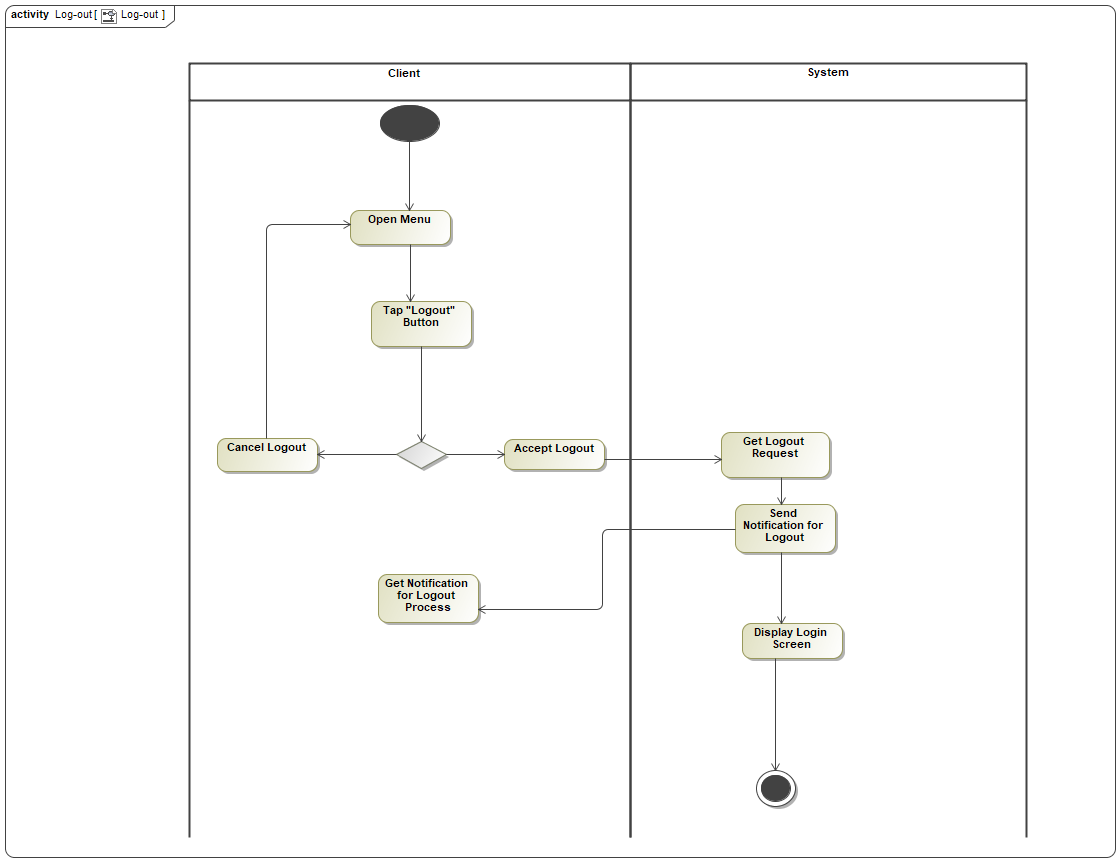 activity Log-out[ Log-out ]
Client
System
Open Menu
Tap "Logout"
Button
Cancel Logout
Accept Logout
Get Logout
Request
Send
Notification for
Logout
Get Notification
for Logout
Process
Display Login
Screen